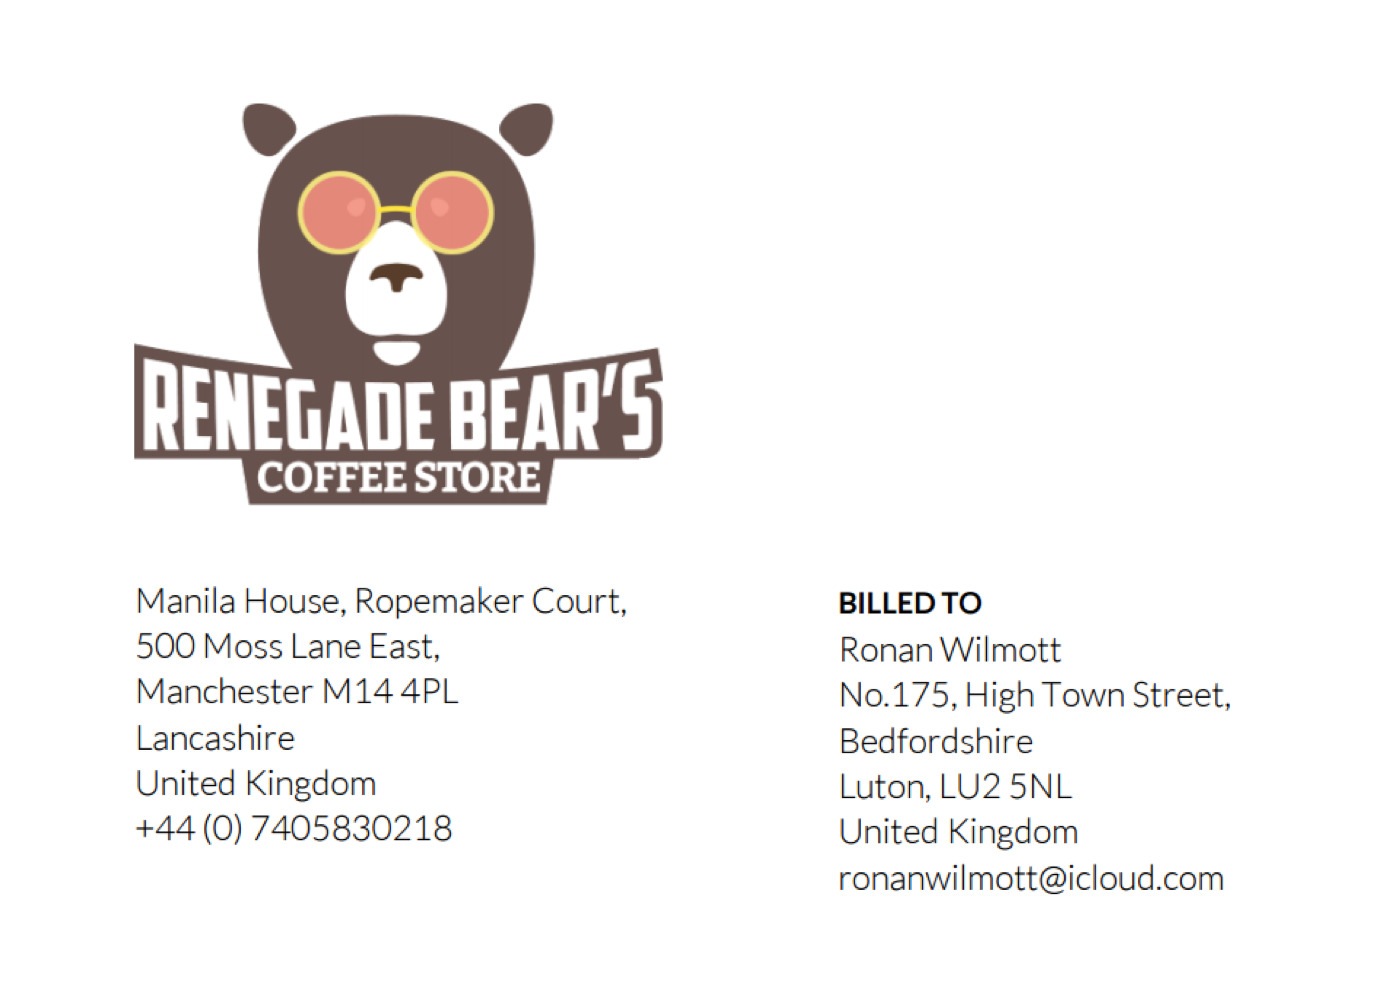 RENEGADE BEAR'S
COFFEE STORE
Manila House, Ropemaker Court,
500 Moss Lane East,
Manchester M14 4PL
Lancashire
United Kingdom
+44 (0) 7405830218
BILLED TO
Ronan Wilmott
No.175, High Town Street,
Bedfordshire
Luton, LU2 5NL
United Kingdom
ronanwilmott@icloud.com